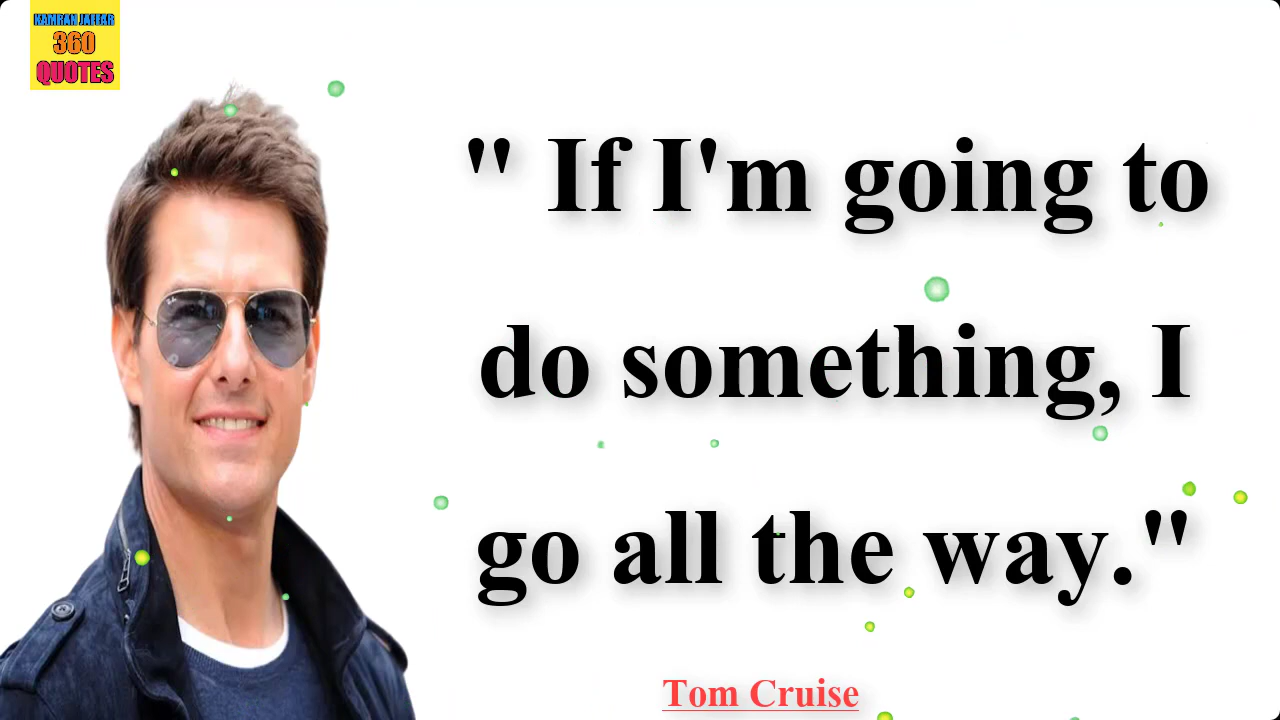 KAMRAN JAFFAR
360
QUOTES
" If I'm going to
do something, I
go all the way."
Tom Cruise